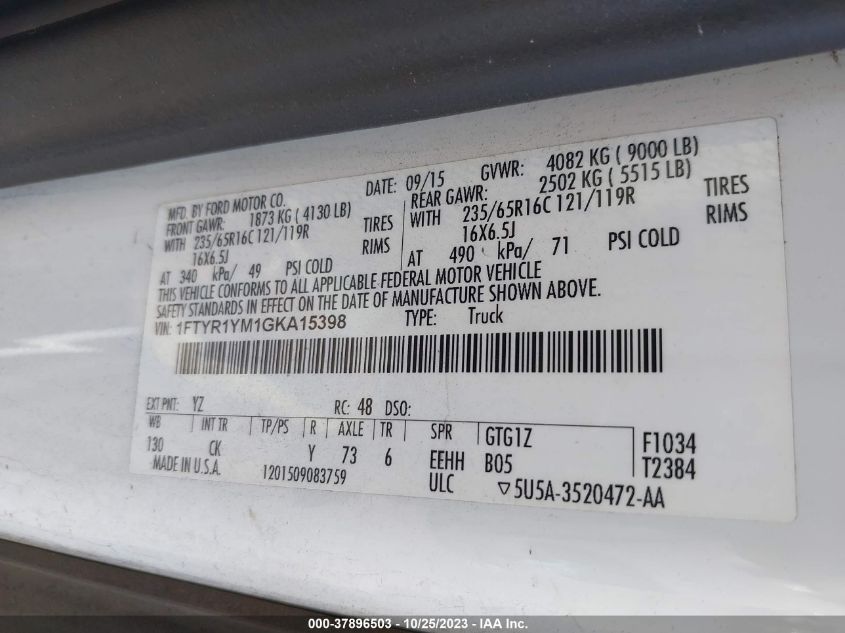 MFD. BY FORD MOTOR CO. DATE: 09/15 GVWR: 4082 KG ( 9000 LB)
FRONT GAWR: 1873 KG ( 4130 LB) REAR GAWR: 2502 KG ( 5515 LB)
WITH 235/65R16C 121/119R TIRES WITH 235/65R16C 121/119R TIRES
16X6.5J RIMS 16X6.5J RIMS
AT 340 kPa/ 49 PSI COLD AT 490 kPa/ 71 PSI COLD
THIS VEHICLE CONFORMS TO ALL APPLICABLE FEDERAL MOTOR VEHICLE
SAFETY STANDARDS IN EFFECT ON THE DATE OF MANUFACTURE SHOWN ABOVE.
VIN: 1FTYR1YM1GKA15398 TYPE: Truck
EXT PNT: YZ RC: 48 DSO:
WB INT TR TP/PS R AXLE TR SPR GTG1Z F1034
130 CK Y 73 6 EEHH B05 T2384
MADE IN U.S.A. 1201509083759 ULC ▽5U5A-3520472-AA
000-37896503 - 10/25/2023 - IAA Inc.